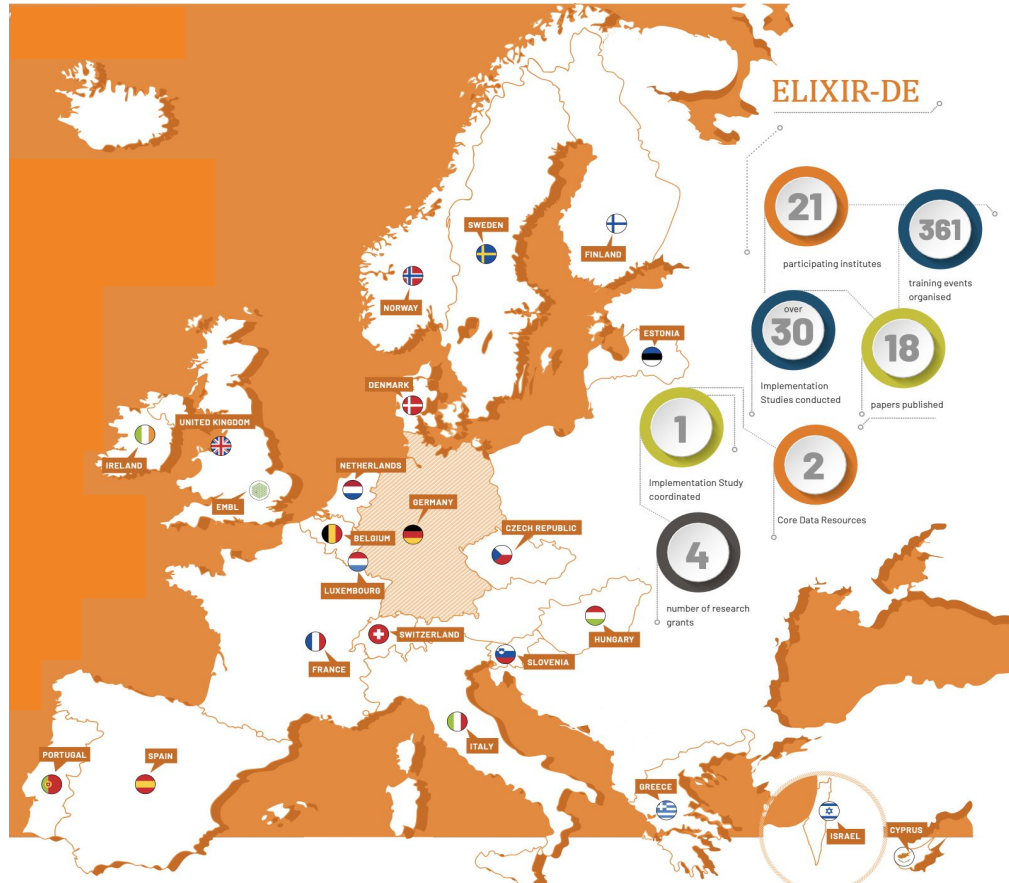 ELIXIR-DE
21
participating institutes
361
training events
organised
over
30
Implementation
Studies conducted
18
papers published
1
Implementation Study
coordinated
2
Core Data Resources
4
number of research
grants
SWEDEN
FINLAND
NORWAY
ESTONIA
DENMARK
UNITED KINGDOM
IRELAND
NETHERLANDS
EMBL
GERMANY
CZECH REPUBLIC
BELGIUM
LUXEMBOURG
SWITZERLAND
HUNGARY
SLOVENIA
FRANCE
ITALY
PORTUGAL
SPAIN
GREECE
ISRAEL
CYPRUS